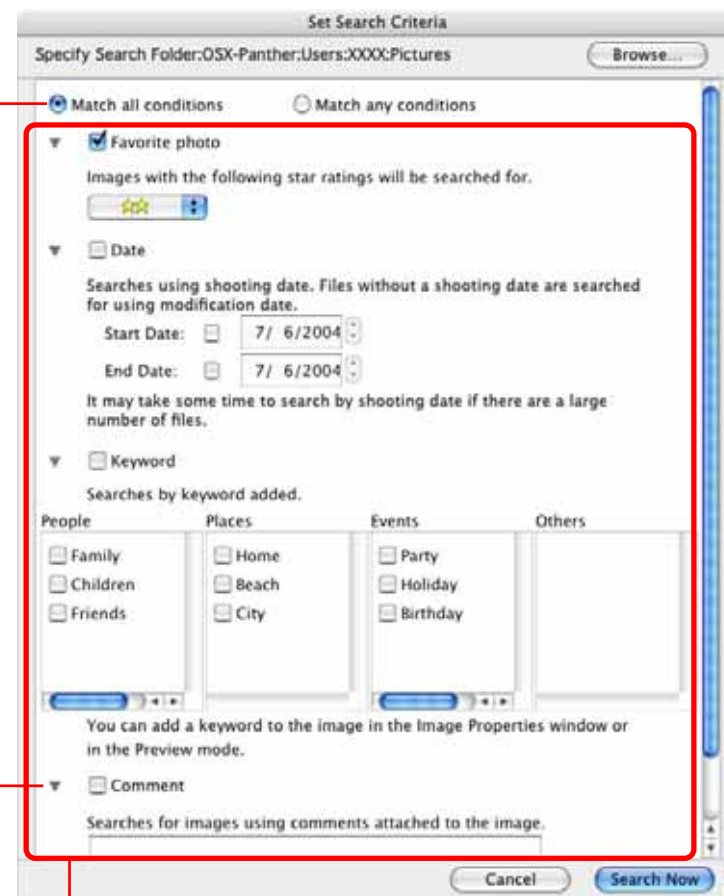 Set Search Criteria
Specify Search Folder:OSX-Panther:Users:XXXX:Pictures Browse...
Match all conditions Match any conditions
Favorite photo
Images with the following star ratings will be searched for.
Date
Searches using shooting date. Files without a shooting date are searched
for using modification date.
Start Date: 7/ 6/2004
End Date: 7/ 6/2004
It may take some time to search by shooting date if there are a large
number of files.
Keyword
Searches by keyword added.
People Places Events Others
Family Home Party
Children Beach Holiday
Friends City Birthday
You can add a keyword to the image in the Image Properties window or
in the Preview mode.
Comment
Searches for images using comments attached to the image.
Cancel Search Now